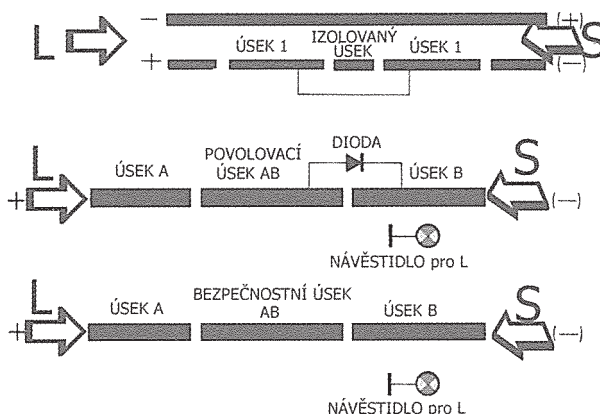 L
−
(+)
ÚSEK 1
IZOLOVANÝ
ÚSEK
ÚSEK 1
S
+
(−)
L
POVOLOVACÍ
DIODA
S
ÚSEK A
ÚSEK AB
ÚSEK B
+
(−)
NÁVĚSTIDLO pro L
L
BEZPEČNOSTNÍ ÚSEK
S
ÚSEK A
AB
ÚSEK B
+
(−)
NÁVĚSTIDLO pro L